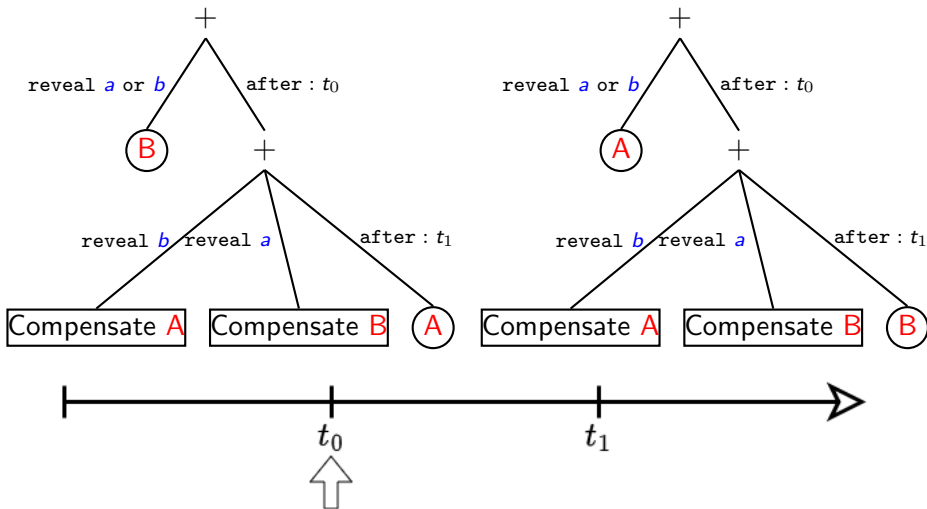 + +
reveal a or b after : t0 reveal a or b after : t0
B A
+ +
reveal b reveal a after : t1 reveal b reveal a after : t1
Compensate A Compensate B A Compensate A Compensate B B
t0 t1